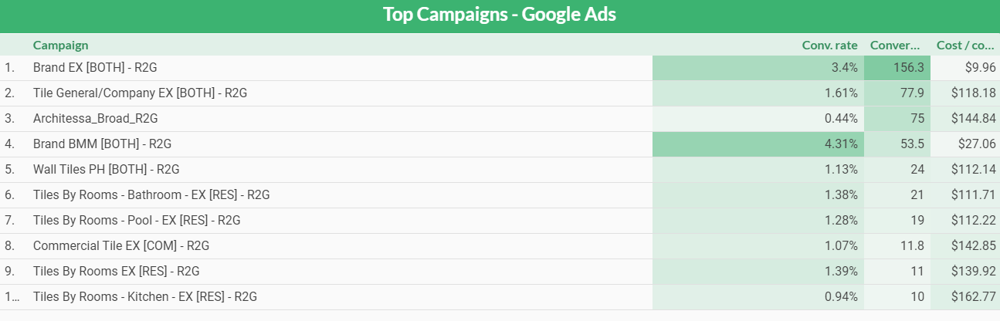 Top Campaigns - Google Ads
Campaign Conv. rate Conver... Cost / co...
1. Brand EX [BOTH] - R2G 3.4% 156.3 $9.96
2. Tile General/Company EX [BOTH] - R2G 1.61% 77.9 $118.18
3. Architessa_Broad_R2G 0.44% 75 $144.84
4. Brand BMM [BOTH] - R2G 4.31% 53.5 $27.06
5. Wall Tiles PH [BOTH] - R2G 1.13% 24 $112.14
6. Tiles By Rooms - Bathroom - EX [RES] - R2G 1.38% 21 $111.71
7. Tiles By Rooms - Pool - EX [RES] - R2G 1.28% 19 $112.22
8. Commercial Tile EX [COM] - R2G 1.07% 11.8 $142.85
9. Tiles By Rooms EX [RES] - R2G 1.39% 11 $139.92
1... Tiles By Rooms - Kitchen - EX [RES] - R2G 0.94% 10 $162.77